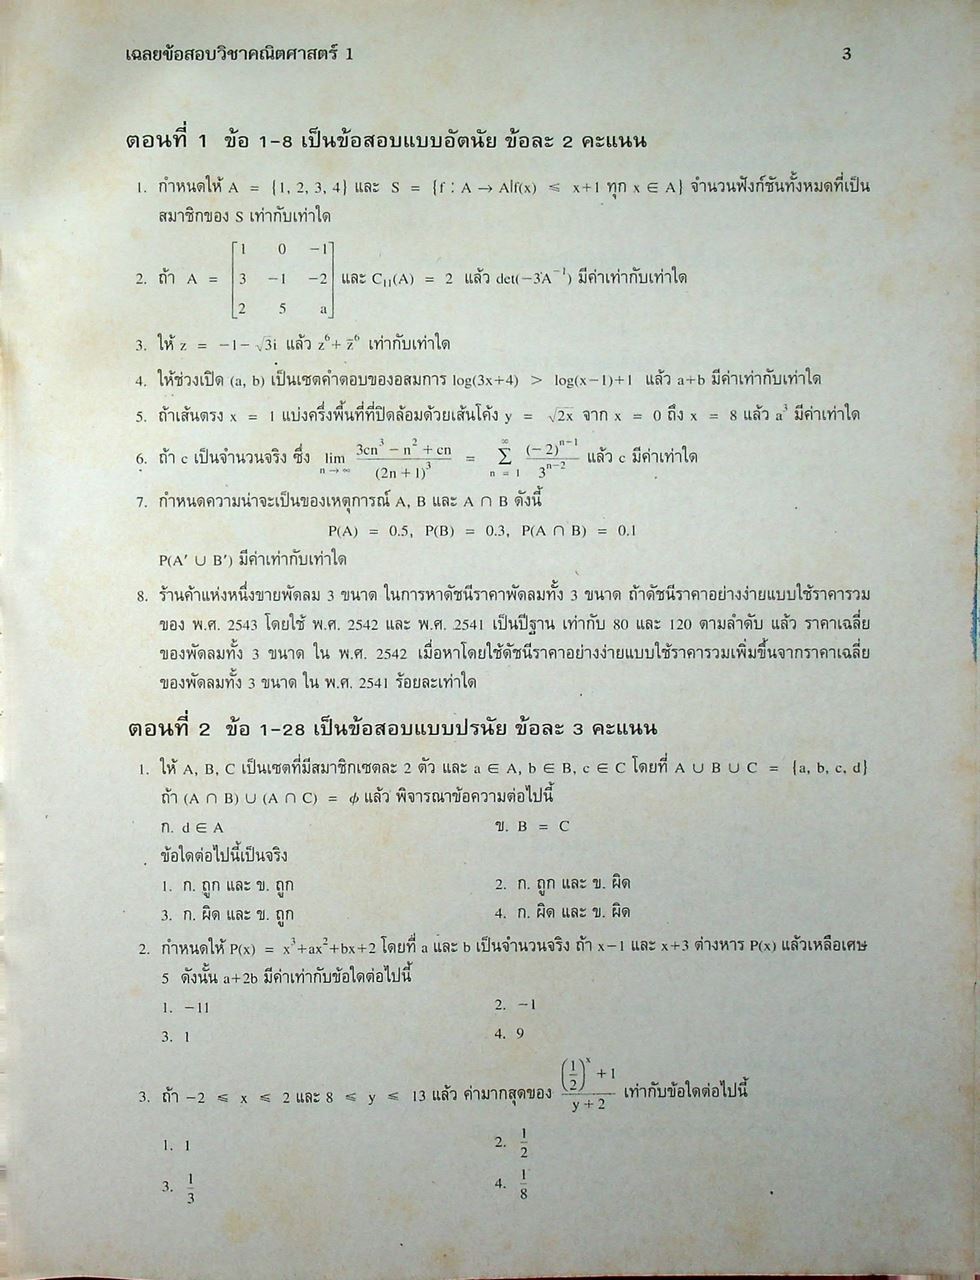 เฉลยข้อสอบวิชาคณิตศาสตร์ 1 3
ตอนที่ 1 ข้อ 1-8 เป็นข้อสอบแบบอัตนัย ข้อละ 2 คะแนน
1. กำหนดให้ A = {1, 2, 3, 4} และ S = {f : A → A|f(x) ≤ x+1 ทุก x ∈ A} จำนวนฟังก์ชันทั้งหมดที่เป็น
สมาชิกของ S เท่ากับเท่าใด
2. ถ้า A = [1 0 -1; 3 -1 -2; 2 5 a] และ C₁₁(A) = 2 แล้ว det(-3A⁻¹) มีค่าเท่ากับเท่าใด
3. ให้ z = -1-√3i แล้ว z⁶+ z̄⁶ เท่ากับเท่าใด
4. ให้ช่วงเปิด (a, b) เป็นเซตคำตอบของอสมการ log(3x+4) > log(x-1)+1 แล้ว a+b มีค่าเท่ากับเท่าใด
5. ถ้าเส้นตรง x = 1 แบ่งครึ่งพื้นที่ที่ปิดล้อมด้วยเส้นโค้ง y = √2x จาก x = 0 ถึง x = 8 แล้ว a³ มีค่าเท่าใด
6. ถ้า c เป็นจำนวนจริง ซึ่ง lim n→∞ (3cn³ - n² + cn)/(2n+1)³ = ∞ Σ n = 1 (-2)ⁿ⁻¹/3ⁿ⁻² แล้ว c มีค่าเท่าใด
7. กำหนดความน่าจะเป็นของเหตุการณ์ A, B และ A ∩ B ดังนี้
P(A) = 0.5, P(B) = 0.3, P(A ∩ B) = 0.1
P(A′ ∪ B′) มีค่าเท่ากับเท่าใด
8. ร้านค้าแห่งหนึ่งขายพัดลม 3 ขนาด ในการหาดัชนีราคาพัดลมทั้ง 3 ขนาด ถ้าดัชนีราคาอย่างง่ายแบบใช้ราคารวม
ของ พ.ศ. 2543 โดยใช้ พ.ศ. 2542 และ พ.ศ. 2541 เป็นปีฐาน เท่ากับ 80 และ 120 ตามลำดับ แล้ว ราคาเฉลี่ย
ของพัดลมทั้ง 3 ขนาด ใน พ.ศ. 2542 เมื่อหาโดยใช้ดัชนีราคาอย่างง่ายแบบใช้ราคารวมเพิ่มขึ้นจากราคาเฉลี่ย
ของพัดลมทั้ง 3 ขนาด ใน พ.ศ. 2541 ร้อยละเท่าใด
ตอนที่ 2 ข้อ 1-28 เป็นข้อสอบแบบปรนัย ข้อละ 3 คะแนน
1. ให้ A, B, C เป็นเซตที่มีสมาชิกเซตละ 2 ตัว และ a ∈ A, b ∈ B, c ∈ C โดยที่ A ∪ B ∪ C = {a, b, c, d}
ถ้า (A ∩ B) ∪ (A ∩ C) = φ แล้ว พิจารณาข้อความต่อไปนี้
ก. d ∈ A ข. B = C
ข้อใดต่อไปนี้เป็นจริง
1. ก. ถูก และ ข. ถูก 2. ก. ถูก และ ข. ผิด
3. ก. ผิด และ ข. ถูก 4. ก. ผิด และ ข. ผิด
2. กำหนดให้ P(x) = x³+ax²+bx+2 โดยที่ a และ b เป็นจำนวนจริง ถ้า x-1 และ x+3 ต่างหาร P(x) แล้วเหลือเศษ
5 ดังนั้น a+2b มีค่าเท่ากับข้อใดต่อไปนี้
1. -11 2. -1
3. 1 4. 9
3. ถ้า -2 ≤ x ≤ 2 และ 8 ≤ y ≤ 13 แล้ว ค่ามากสุดของ ((1/2)ˣ + 1)/(y + 2) เท่ากับข้อใดต่อไปนี้
1. 1 2. 1/2
3. 1/3 4. 1/8